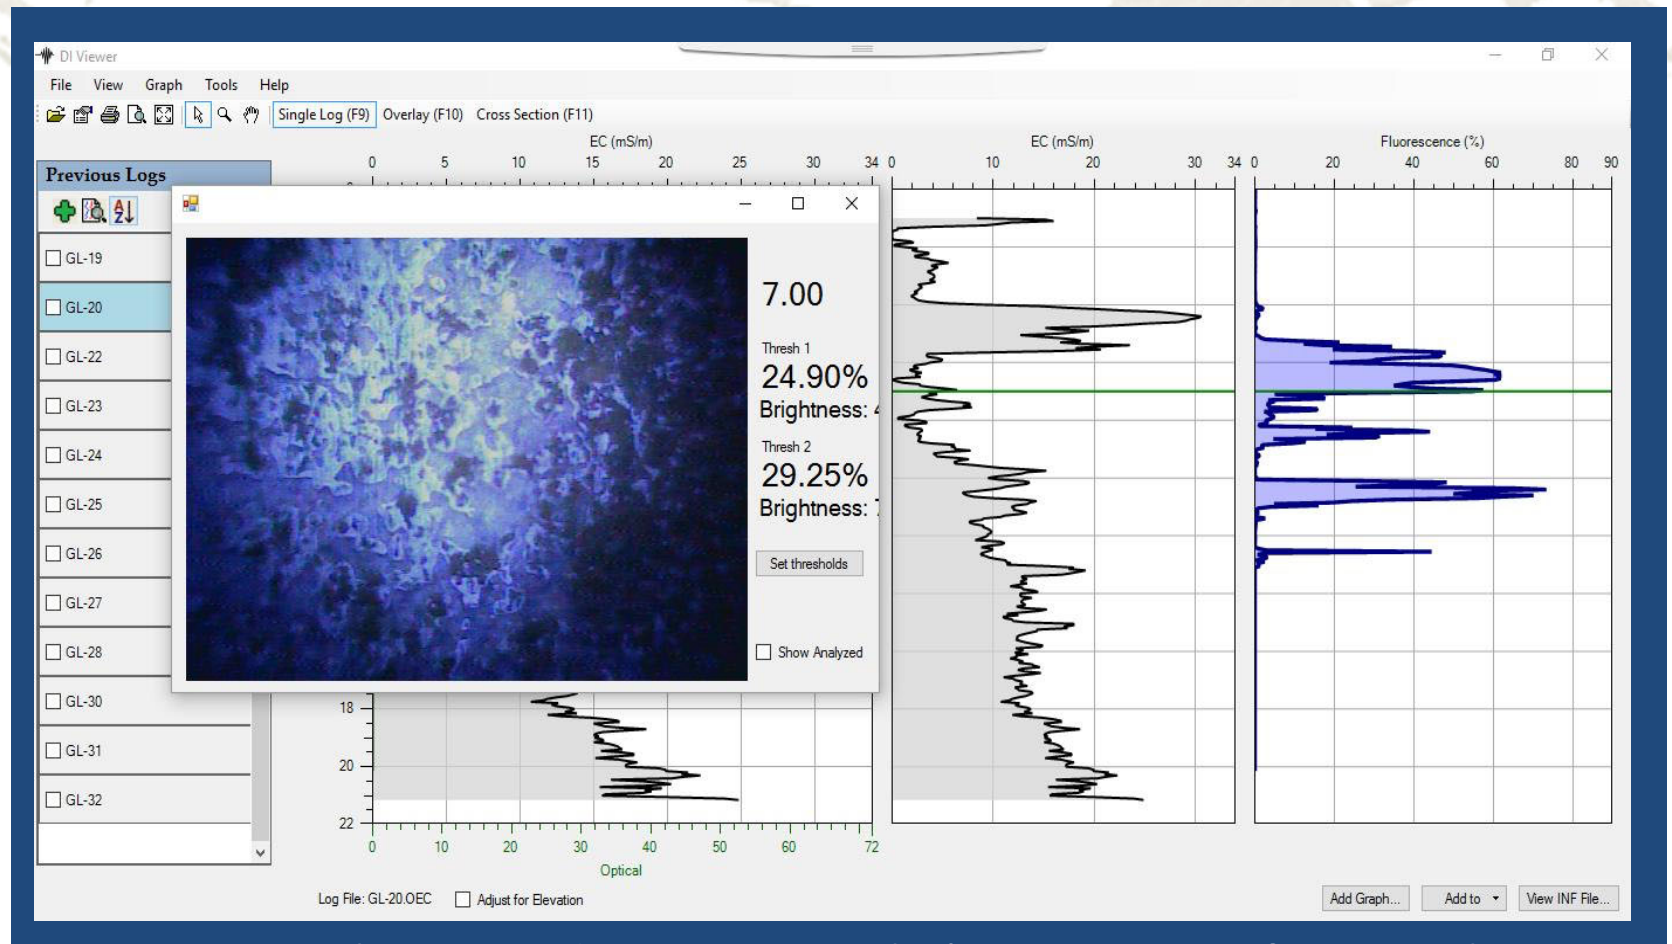 DI Viewer
File View Graph Tools Help
Single Log (F9) Overlay (F10) Cross Section (F11)
EC (mS/m) EC (mS/m) Fluorescence (%)
0 5 10 15 20 25 30 34 0 10 20 30 34 0 20 40 60 80 90
Previous Logs
GL-19
GL-20
GL-22
GL-23
GL-24
GL-25
GL-26
GL-27
GL-28
GL-30
GL-31
GL-32
7.00
Thresh 1
24.90%
Brightness:
Thresh 2
29.25%
Brightness:
Set thresholds
Show Analyzed
18
20
22
0 10 20 30 40 50 60 72
Optical
Log File: GL-20.OEC Adjust for Elevation
Add Graph... Add to View INF File...